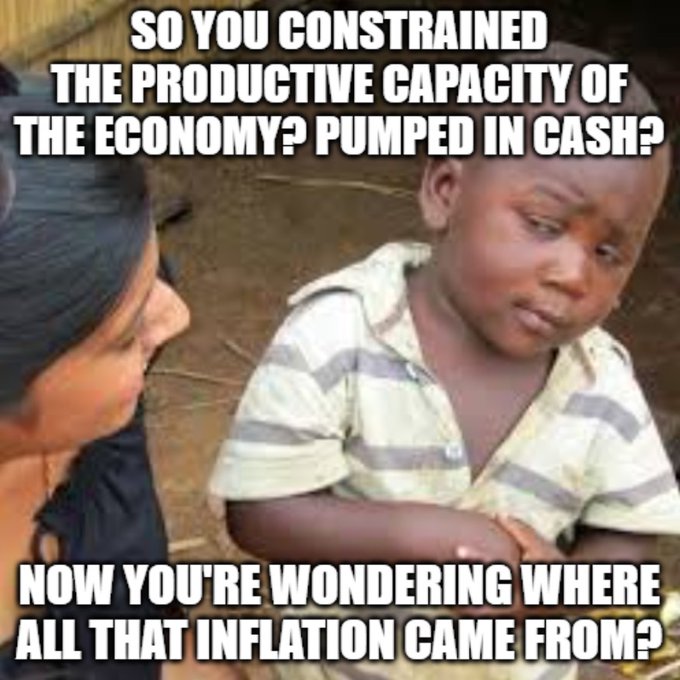 SO YOU CONSTRAINED
THE PRODUCTIVE CAPACITY OF
THE ECONOMY? PUMPED IN CASH?
NOW YOU'RE WONDERING WHERE
ALL THAT INFLATION CAME FROM?